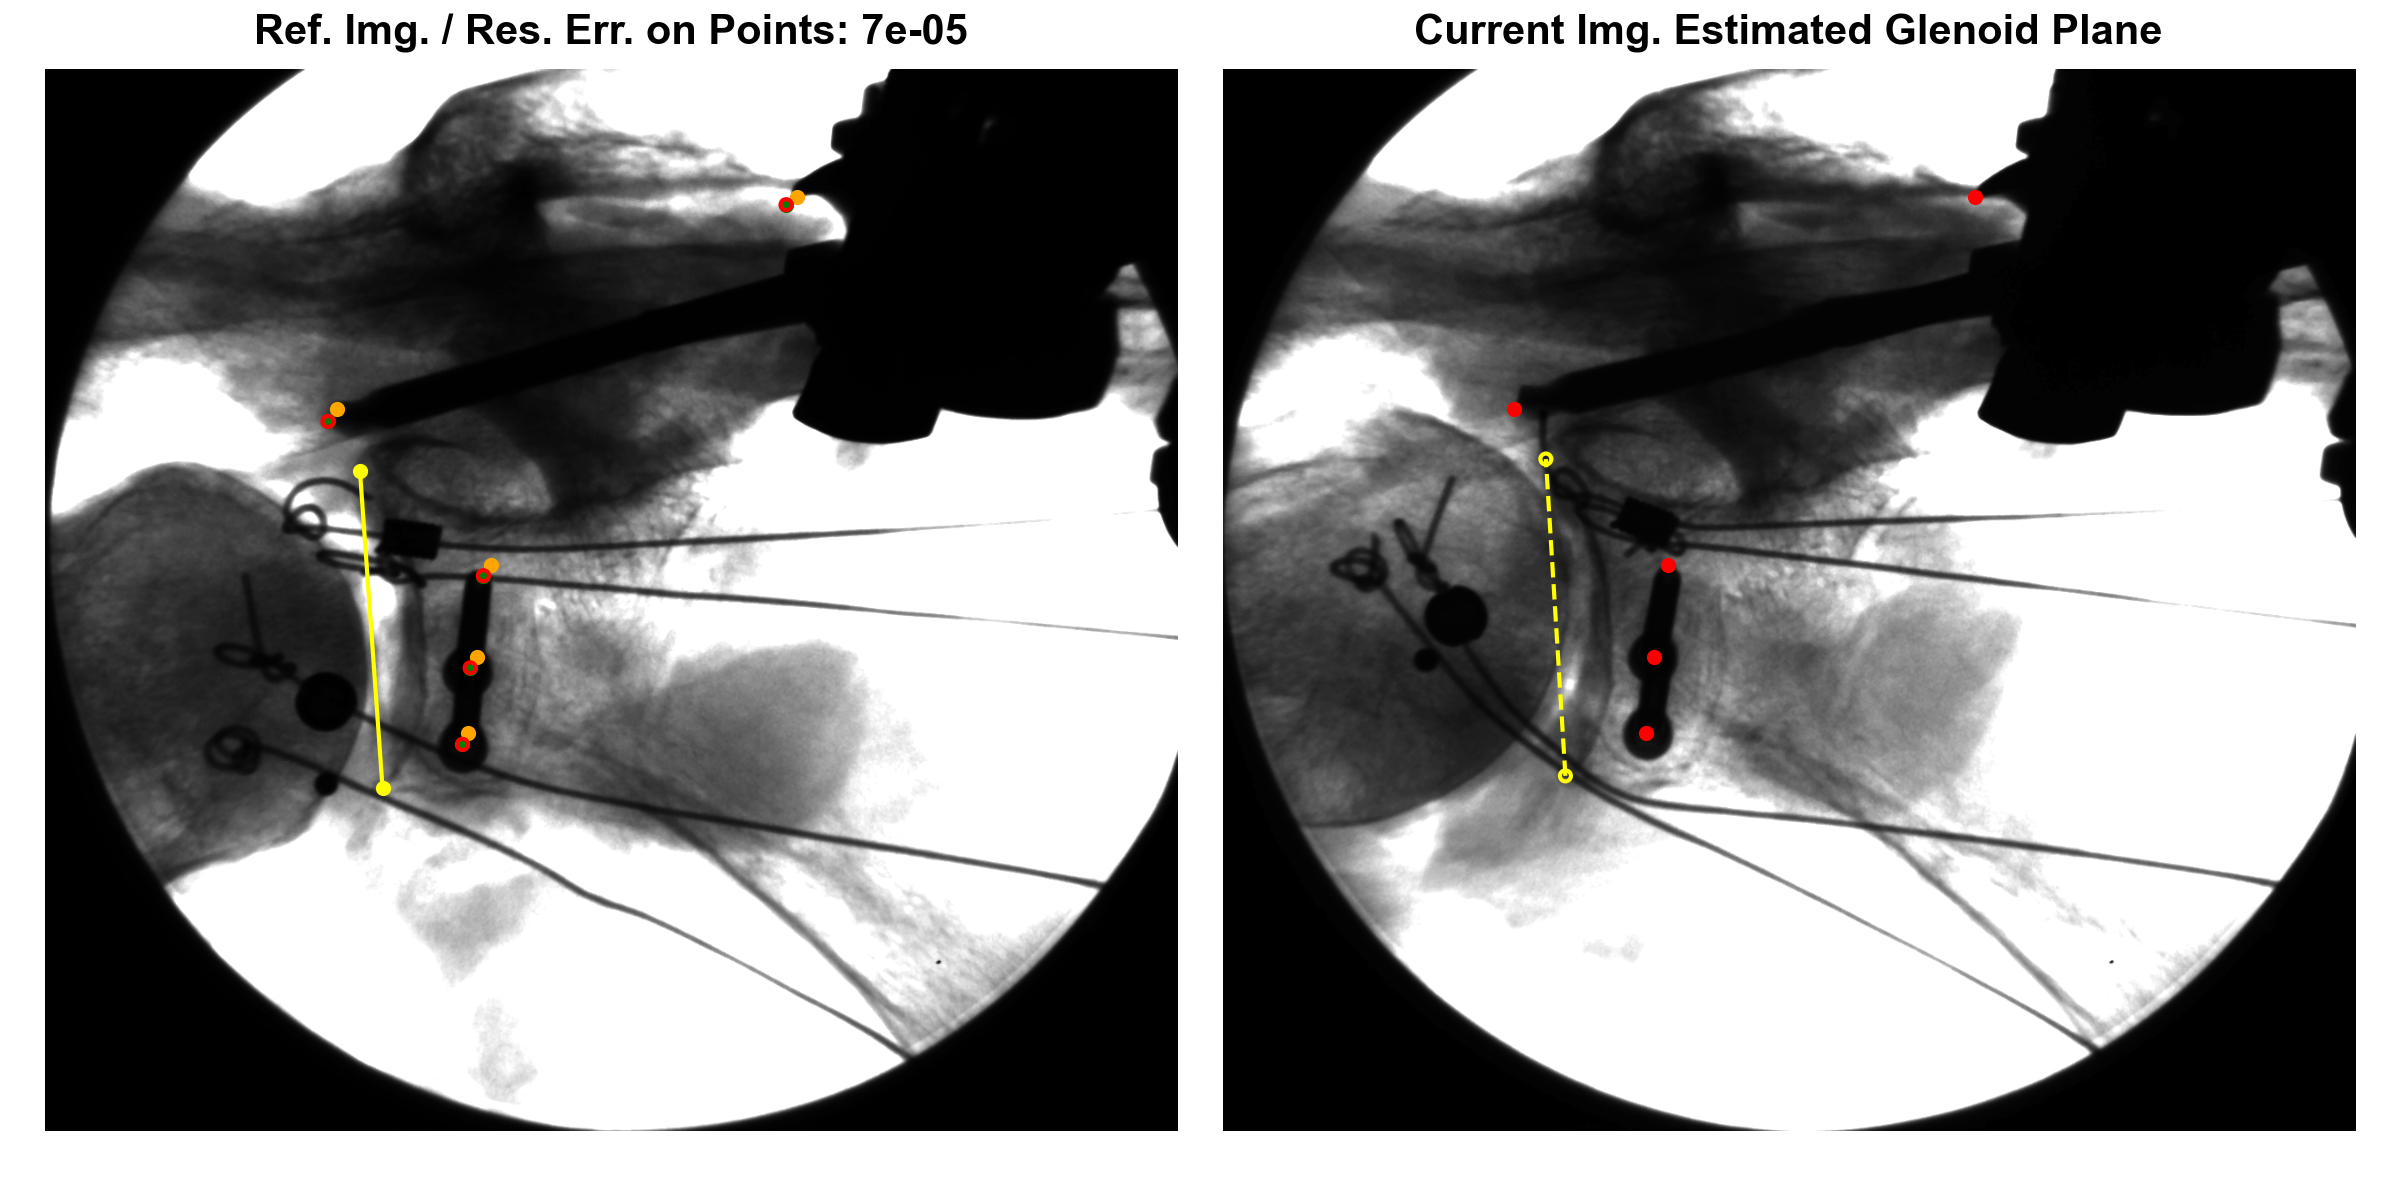 Ref. Img. / Res. Err. on Points: 7e-05
Current Img. Estimated Glenoid Plane